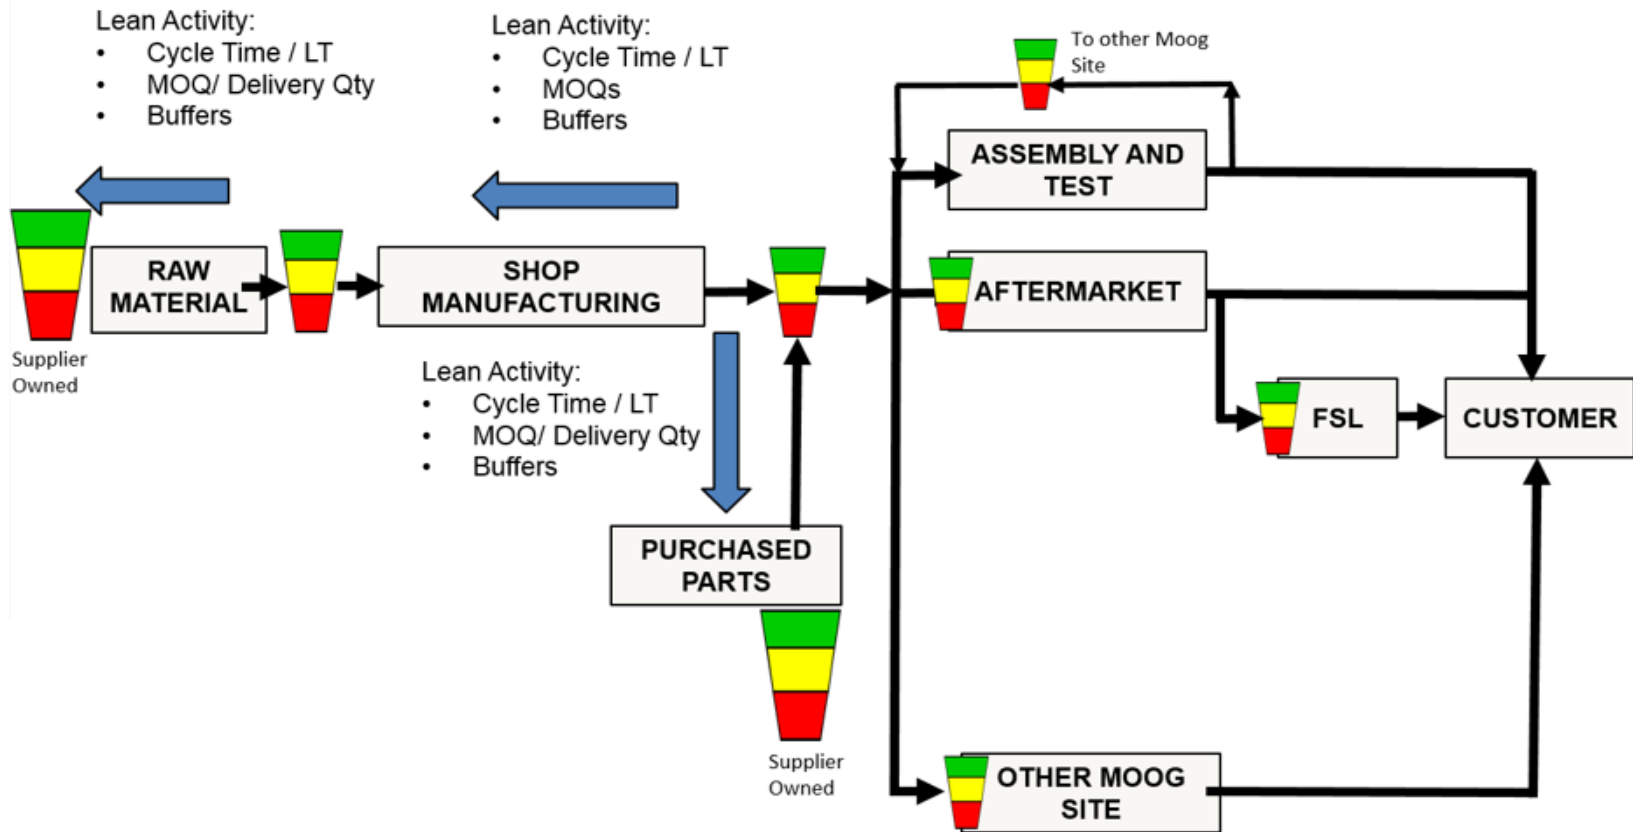 Lean Activity:
• Cycle Time / LT
• MOQ/ Delivery Qty
• Buffers
Lean Activity:
• Cycle Time / LT
• MOQs
• Buffers
To other Moog
Site
ASSEMBLY AND
TEST
RAW
MATERIAL
SHOP
MANUFACTURING
AFTERMARKET
Supplier
Owned
Lean Activity:
• Cycle Time / LT
• MOQ/ Delivery Qty
• Buffers
FSL
CUSTOMER
PURCHASED
PARTS
Supplier
Owned
OTHER MOOG
SITE